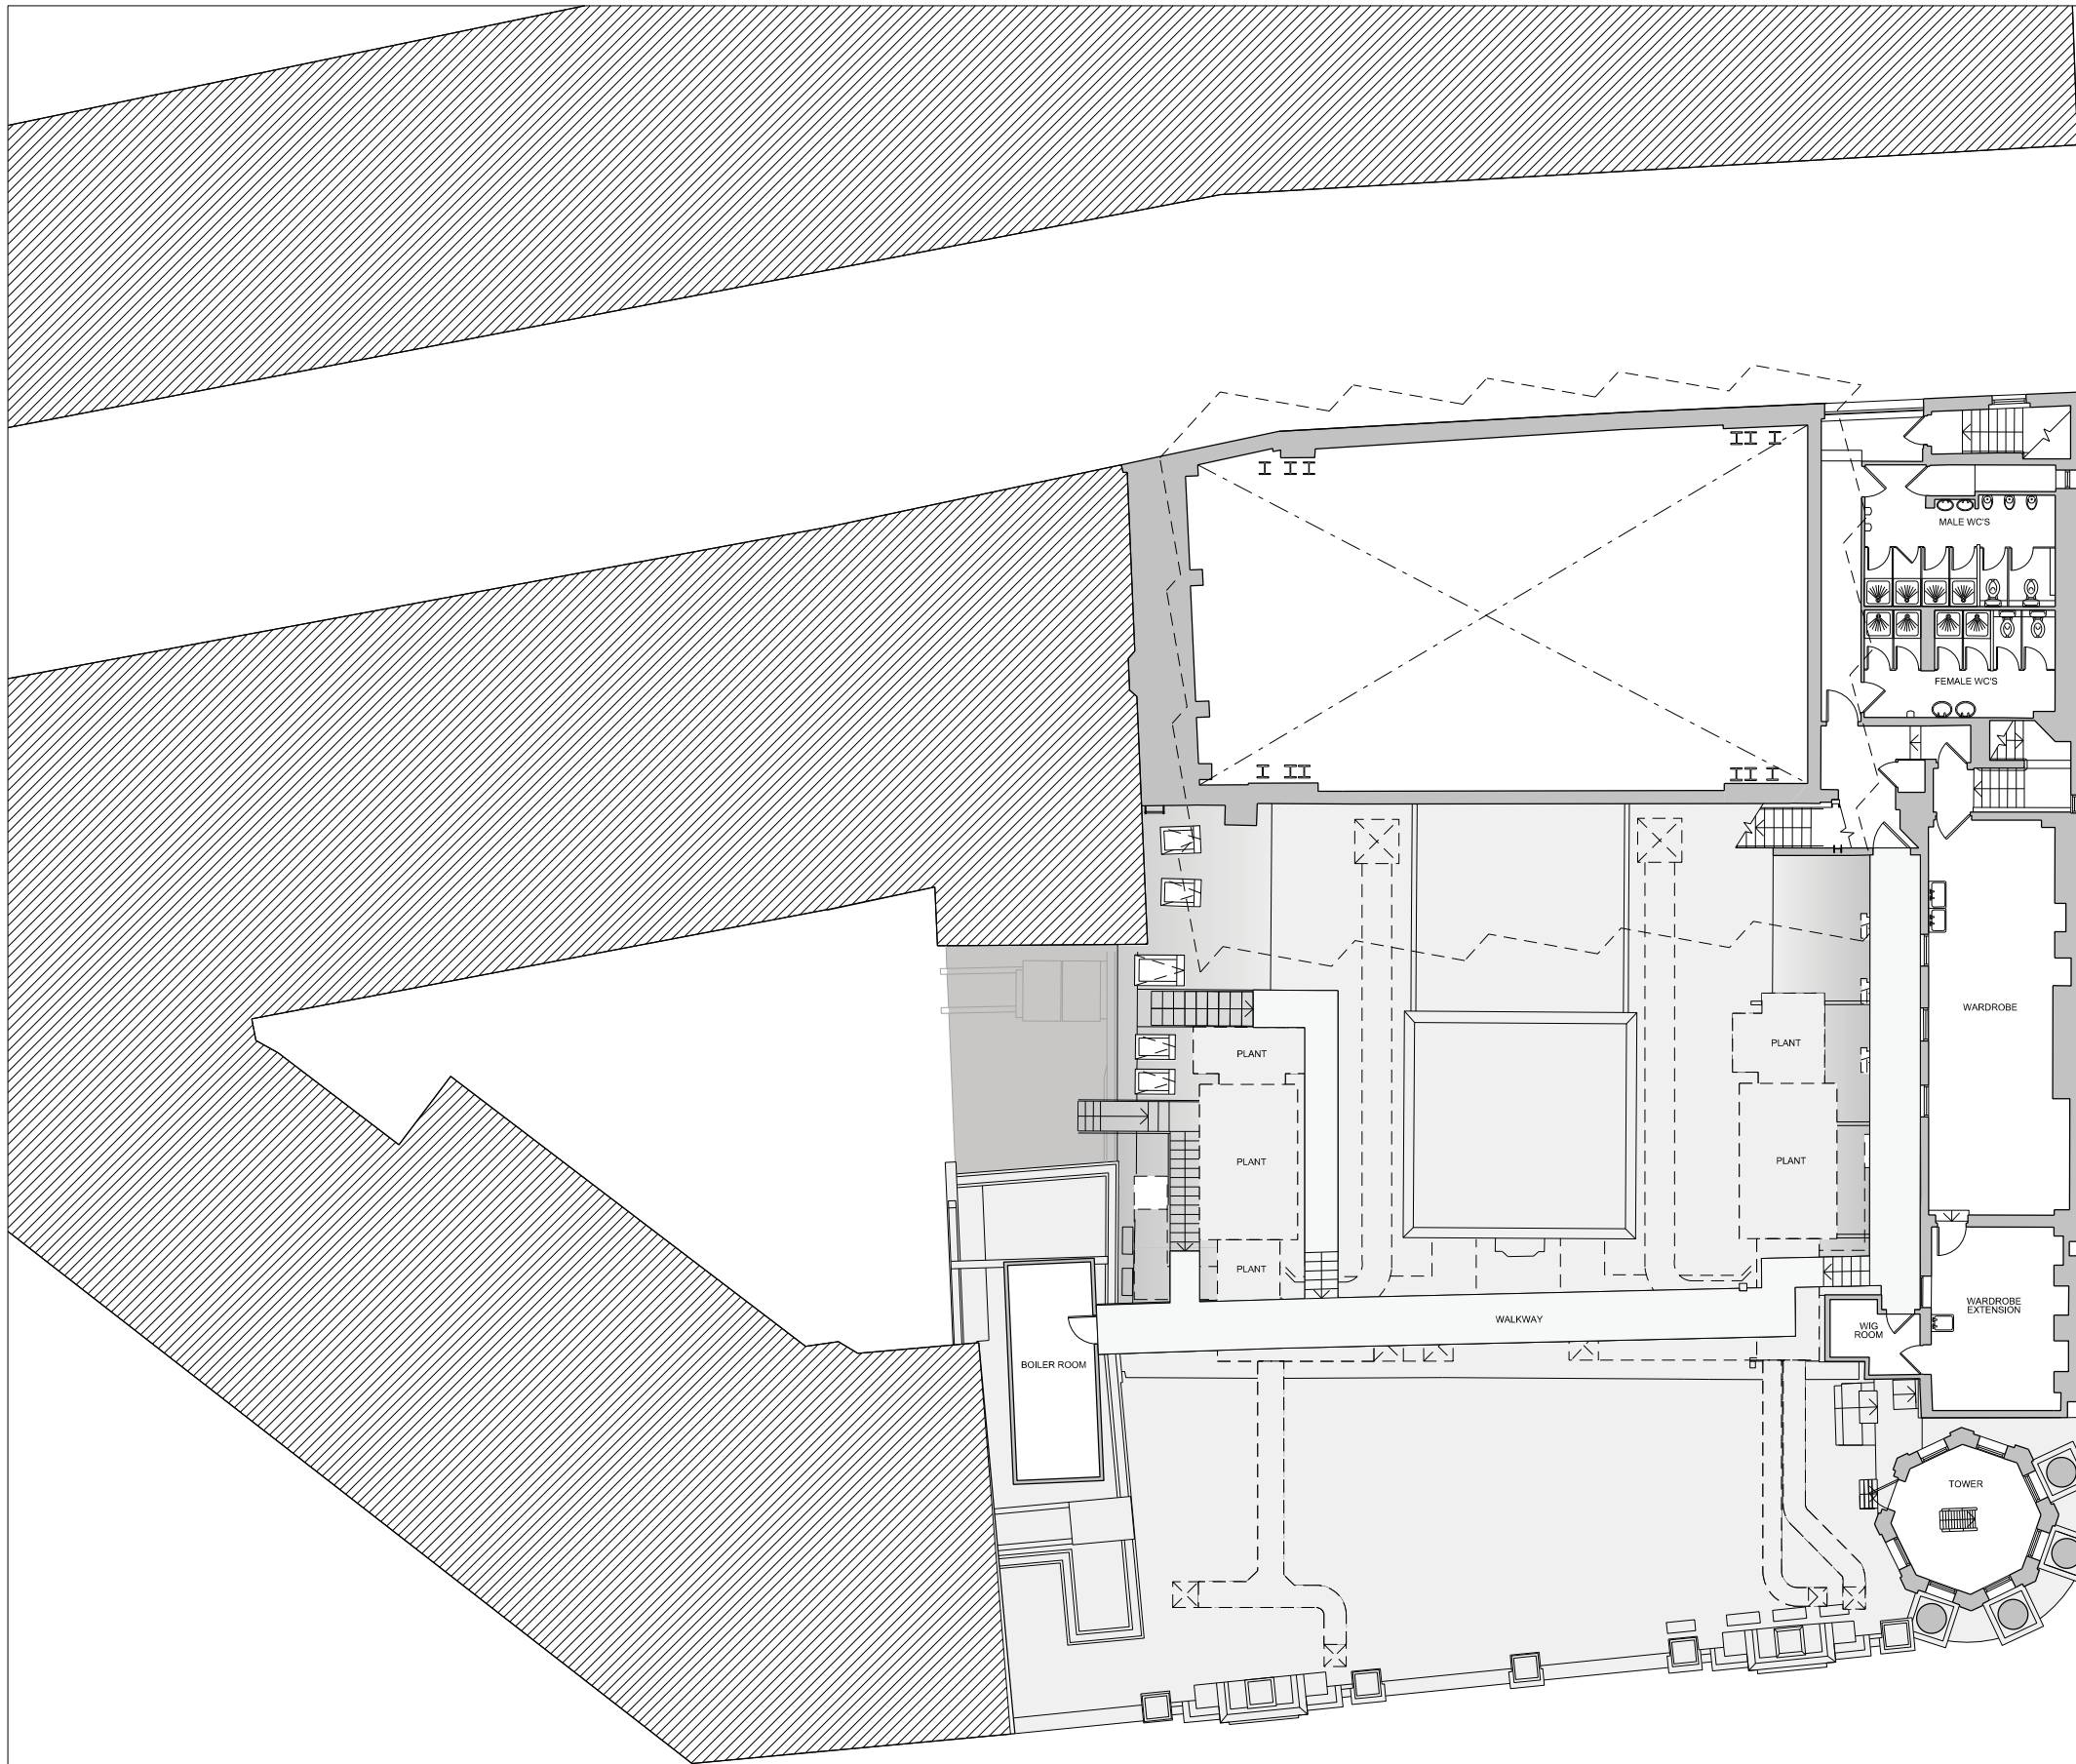 MALE WC'S
FEMALE WC'S
WARDROBE
PLANT
PLANT
PLANT
PLANT
PLANT
WARDROBE
EXTENSION
WALKWAY
WIG
ROOM
BOILER ROOM
TOWER